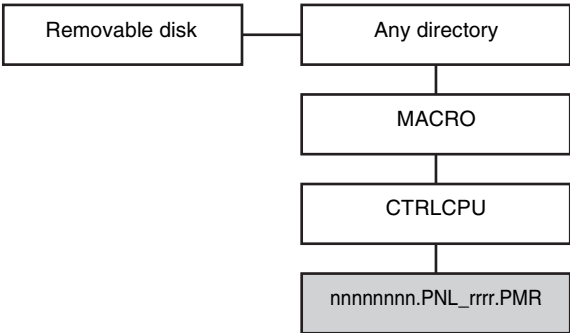 Removable disk
Any directory
MACRO
CTRLCPU
nnnnnnnn.PNL_rrrr.PMR